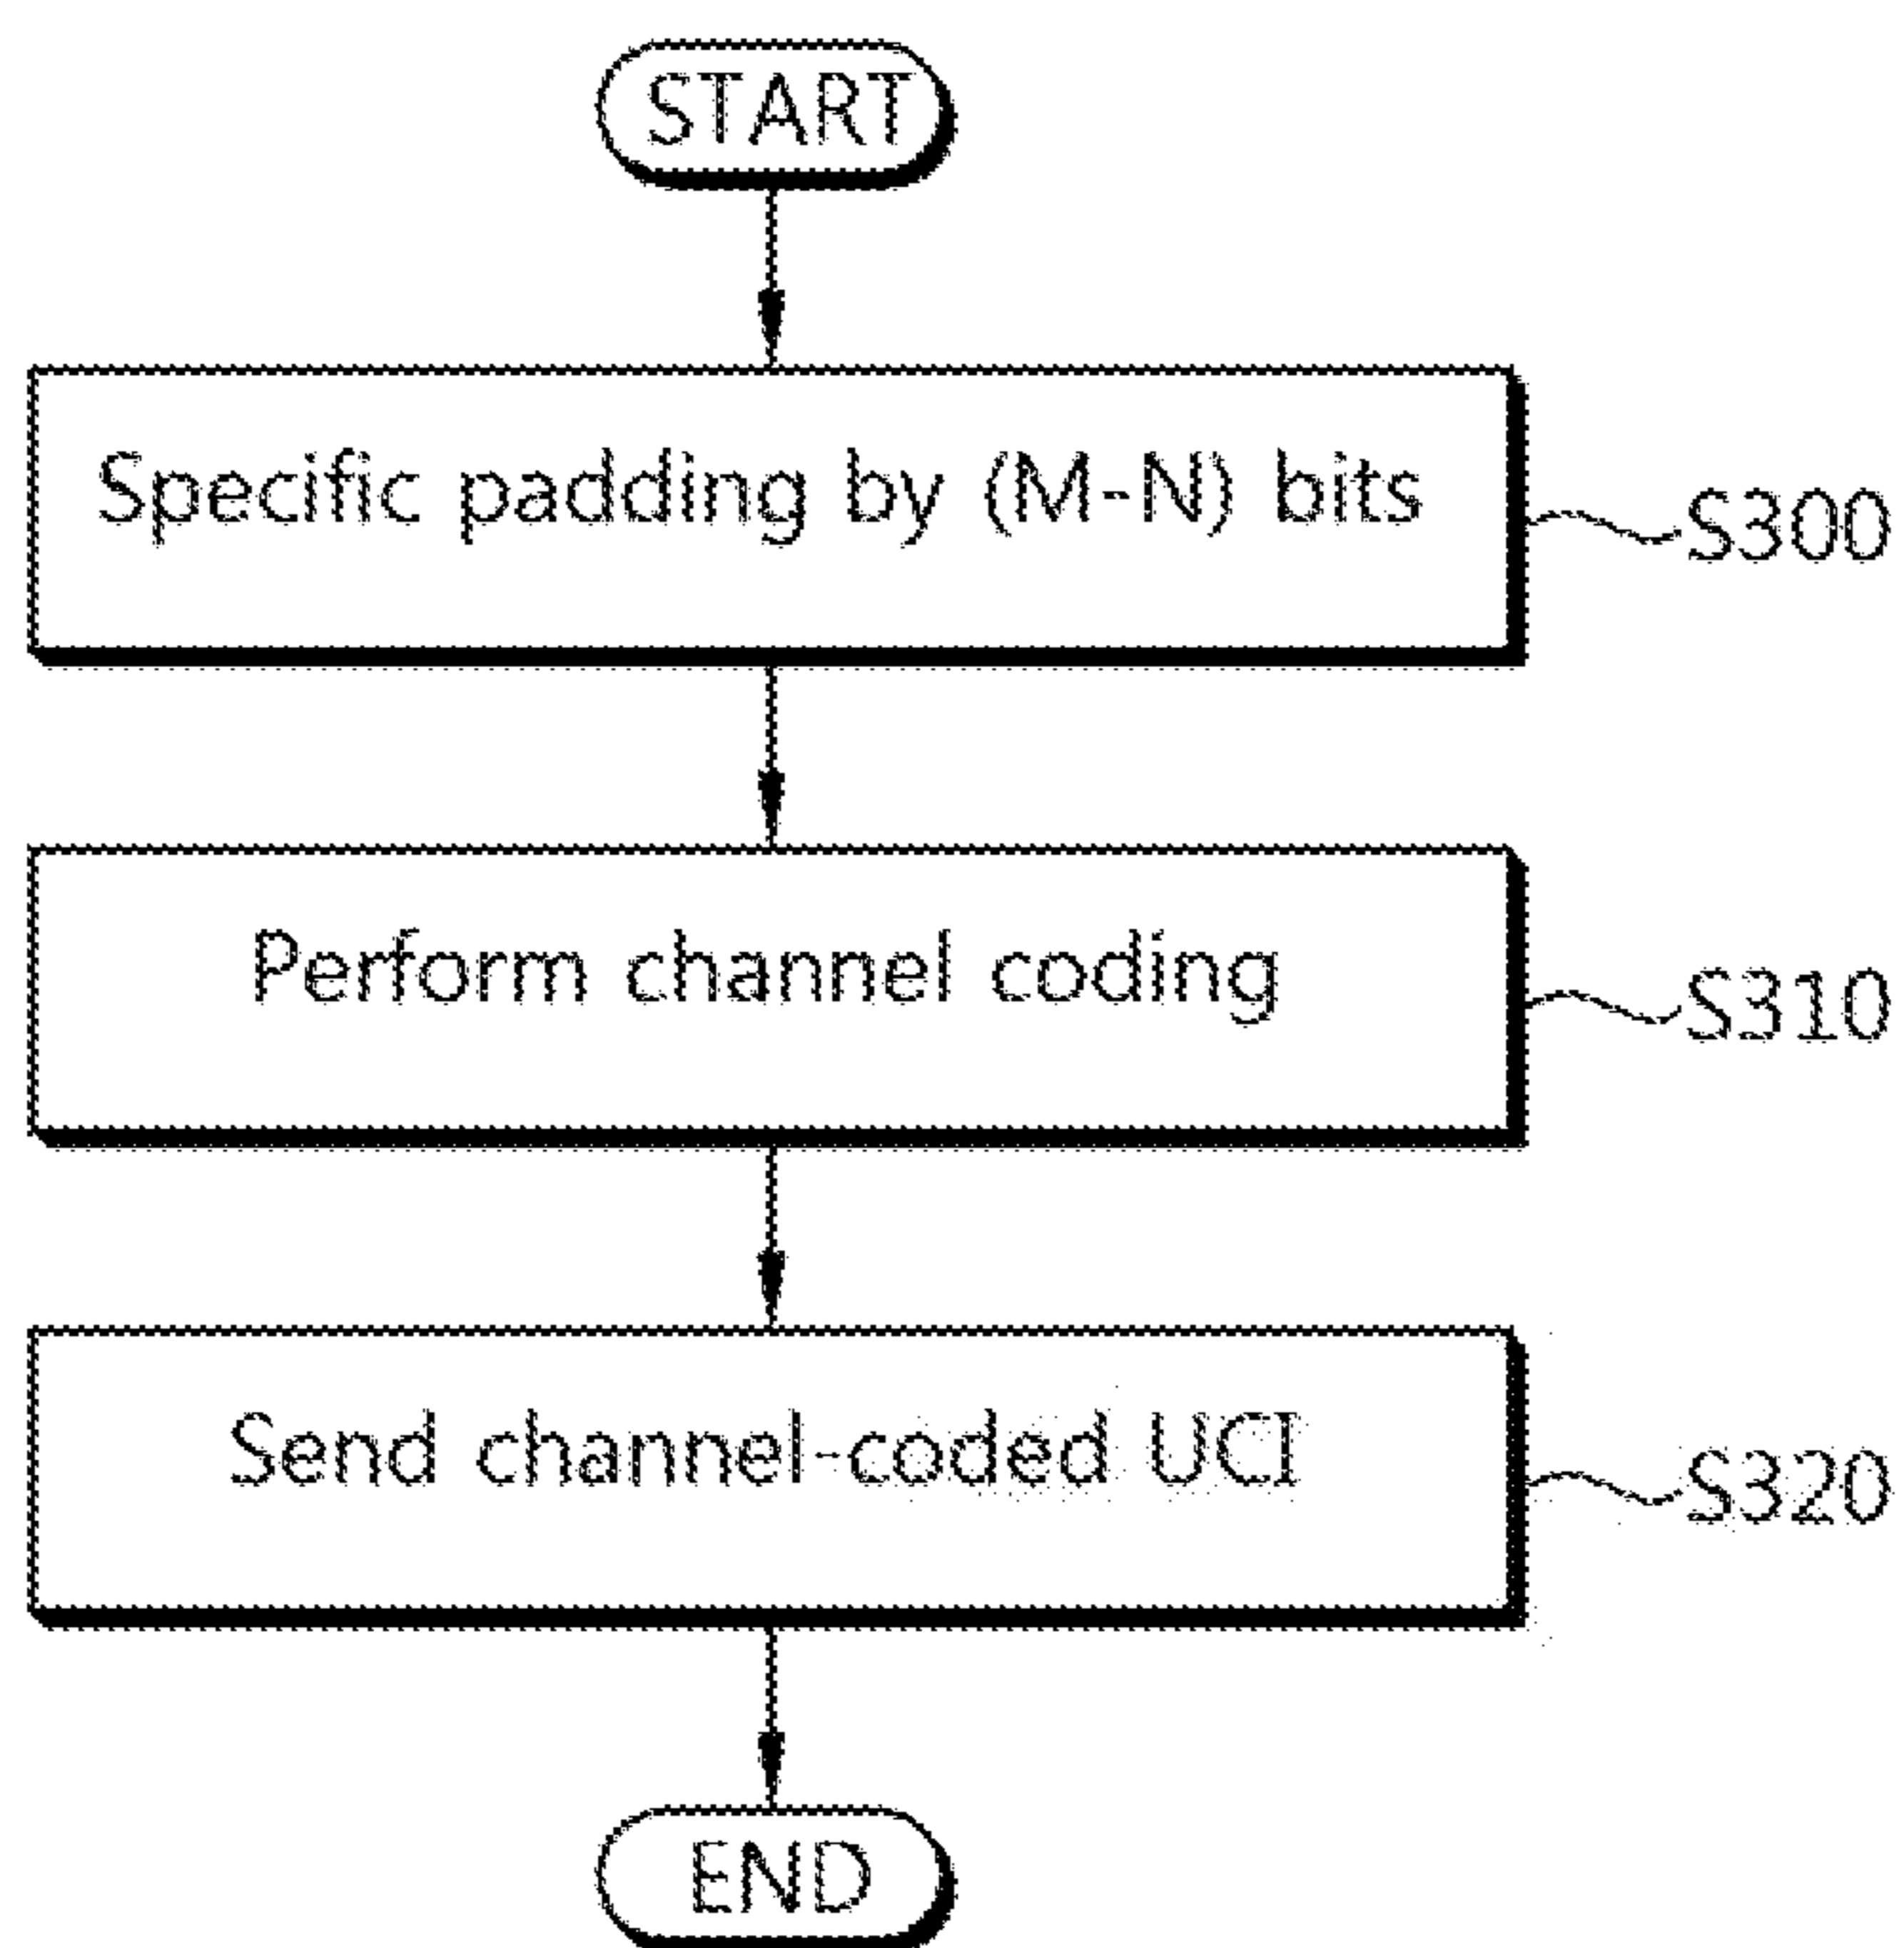 START
Specific padding by (M-N) bits
S300
Perform channel coding
S310
Send channel-coded UCI
S320
END